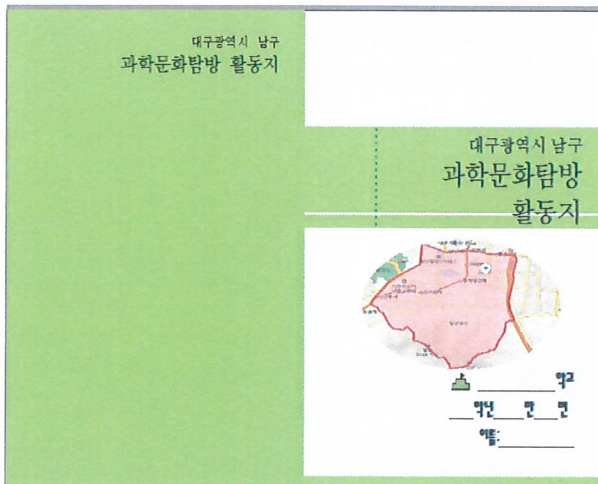 대구광역시 남구
과학문화탐방 활동지
대구광역시 남구
과학문화탐방
활동지
학교
학년 반 번
이름: